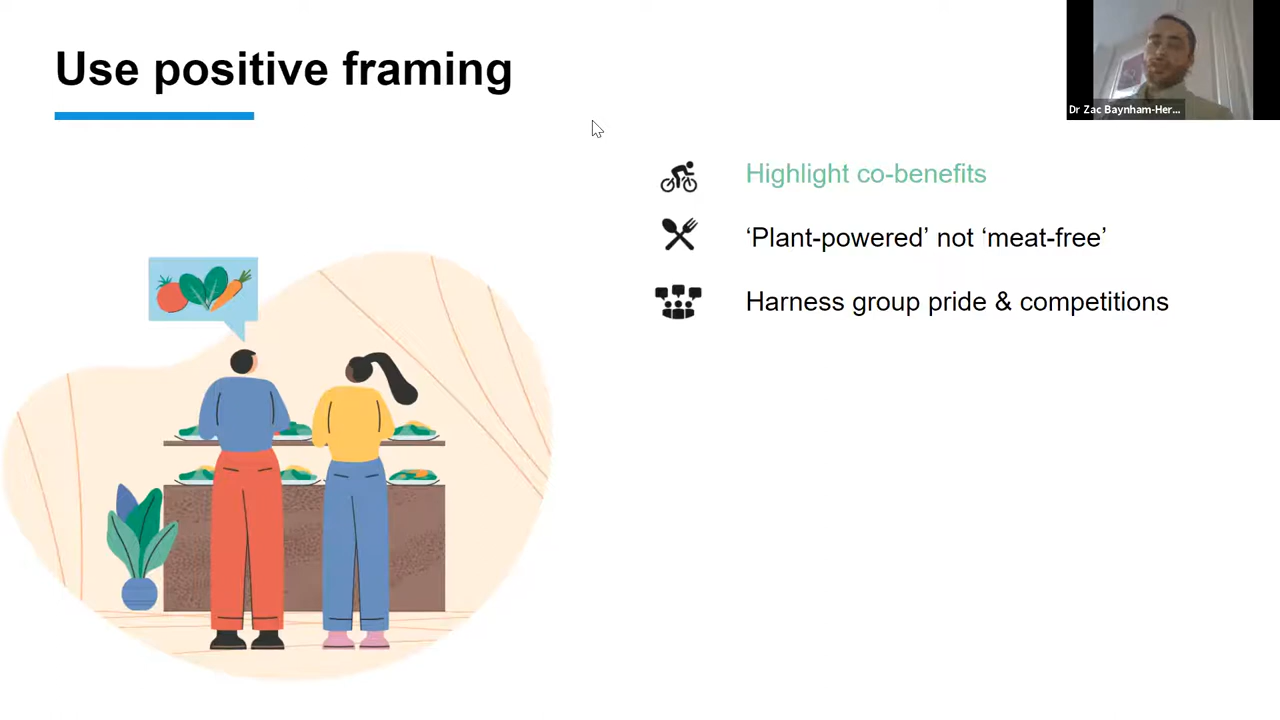 Use positive framing
Dr Zac Baynham-Her...
Highlight co-benefits
‘Plant-powered’ not ‘meat-free’
Harness group pride & competitions